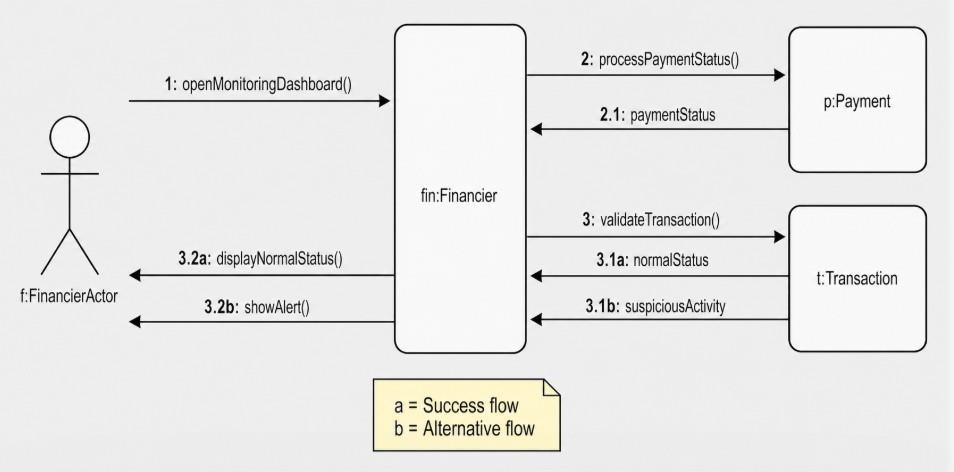 1: openMonitoringDashboard()
2: processPaymentStatus()
p:Payment
2.1: paymentStatus
fin:Financier
3: validateTransaction()
3.2a: displayNormalStatus()
3.1a: normalStatus
t:Transaction
f:FinancierActor
3.2b: showAlert()
3.1b: suspiciousActivity
a = Success flow
b = Alternative flow